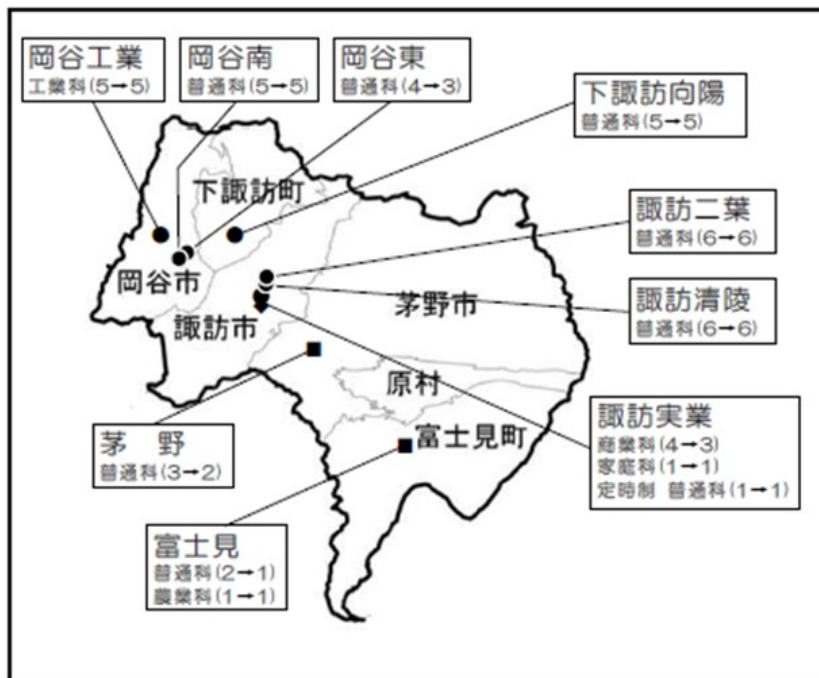 岡谷工業
工業科(5→5)
岡谷南
普通科(5→5)
岡谷東
普通科(4→3)
下諏訪向陽
普通科(5→5)
諏訪二葉
普通科(6→6)
諏訪清陵
普通科(6→6)
諏訪実業
商業科(4→3)
家庭科(1→1)
定時制 普通科(1→1)
茅 野
普通科(3→2)
富士見
普通科(2→1)
農業科(1→1)
下諏訪町
岡谷市
諏訪市
茅野市
原村
富士見町